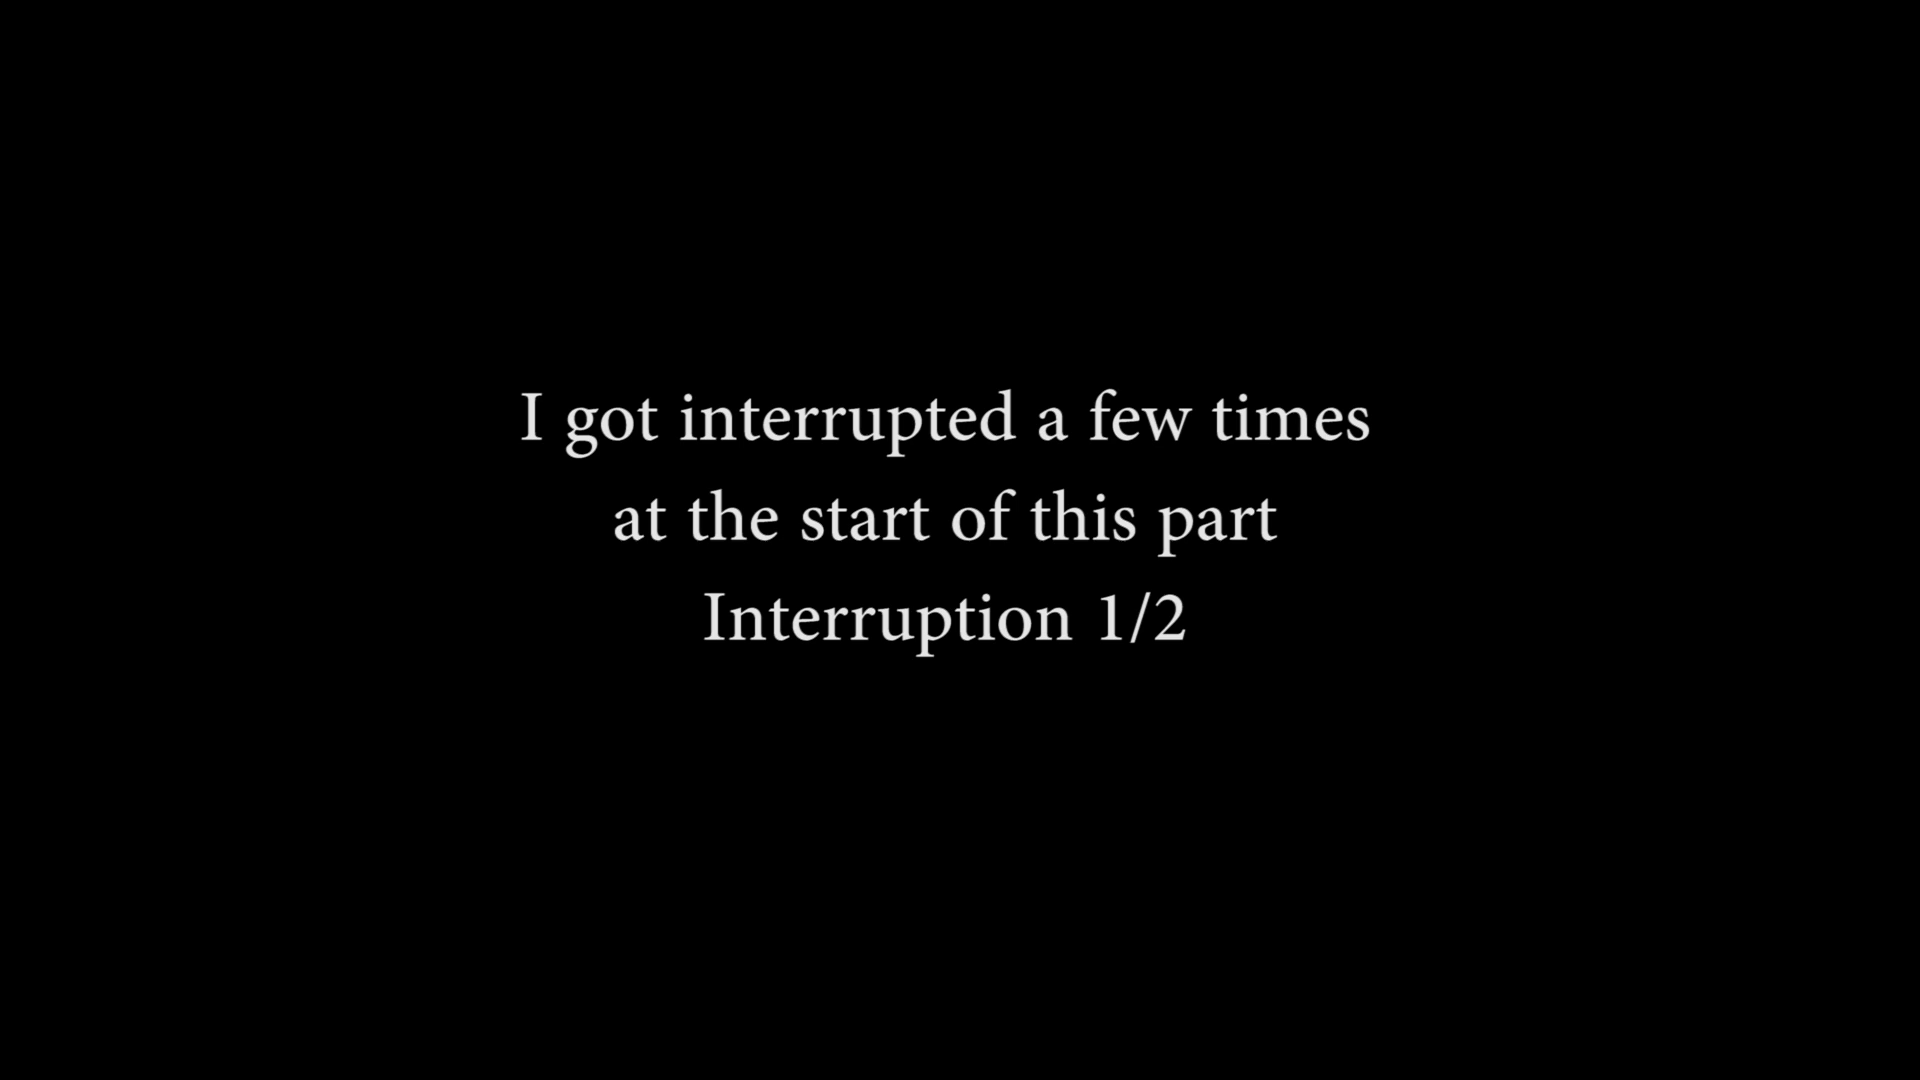 I got interrupted a few times
at the start of this part
Interruption 1/2